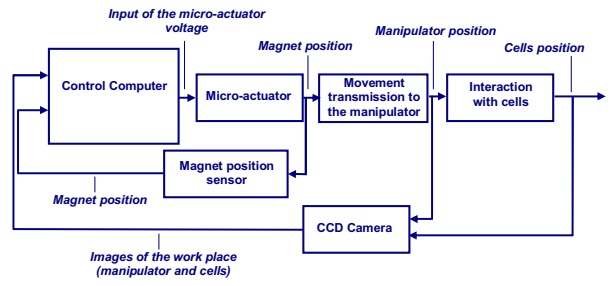 Input of the micro-actuator
voltage
Magnet position
Manipulator position
Cells position
Control Computer
Micro-actuator
Movement
transmission to
the manipulator
Interaction
with cells
Magnet position
sensor
Magnet position
CCD Camera
Images of the work place
(manipulator and cells)